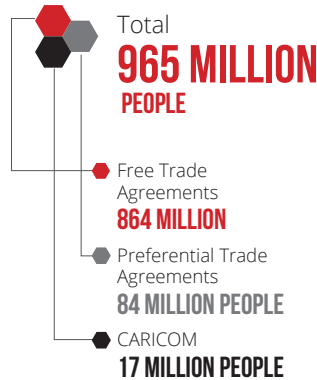 Total
965 MILLION
PEOPLE
Free Trade
Agreements
864 MILLION
Preferential Trade
Agreements
84 MILLION PEOPLE
CARICOM
17 MILLION PEOPLE